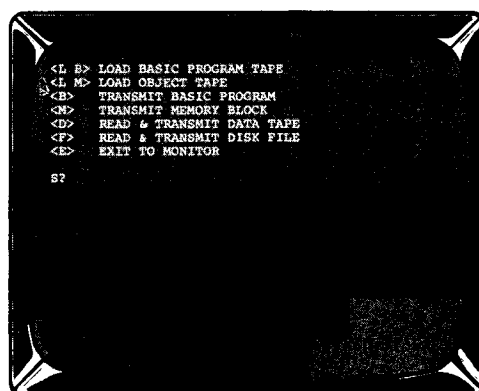 <L B> LOAD BASIC PROGRAM TAPE
<L M> LOAD OBJECT TAPE
<B> TRANSMIT BASIC PROGRAM
<M> TRANSMIT MEMORY BLOCK
<D> READ & TRANSMIT DATA TAPE
<F> READ & TRANSMIT DISK FILE
<E> EXIT TO MONITOR
S?